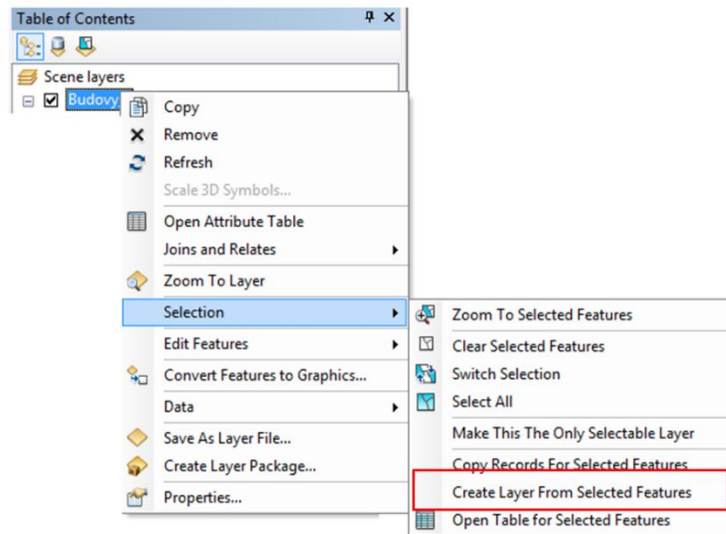 Table of Contents
Scene layers
Budovy
Copy
Remove
Refresh
Scale 3D Symbols...
Open Attribute Table
Joins and Relates
Zoom To Layer
Selection
Edit Features
Convert Features to Graphics...
Data
Save As Layer File...
Create Layer Package...
Properties...
Zoom To Selected Features
Clear Selected Features
Switch Selection
Select All
Make This The Only Selectable Layer
Copy Records For Selected Features
Create Layer From Selected Features
Open Table for Selected Features